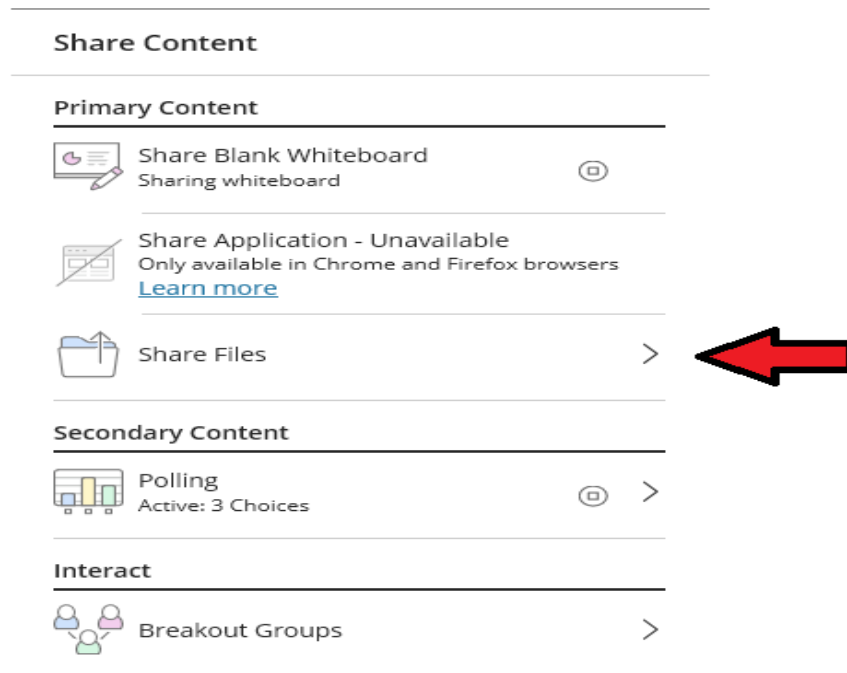 Share Content
Primary Content
Share Blank Whiteboard
Sharing whiteboard
Share Application - Unavailable
Only available in Chrome and Firefox browsers
Learn more
Share Files
Secondary Content
Polling
Active: 3 Choices
Interact
Breakout Groups